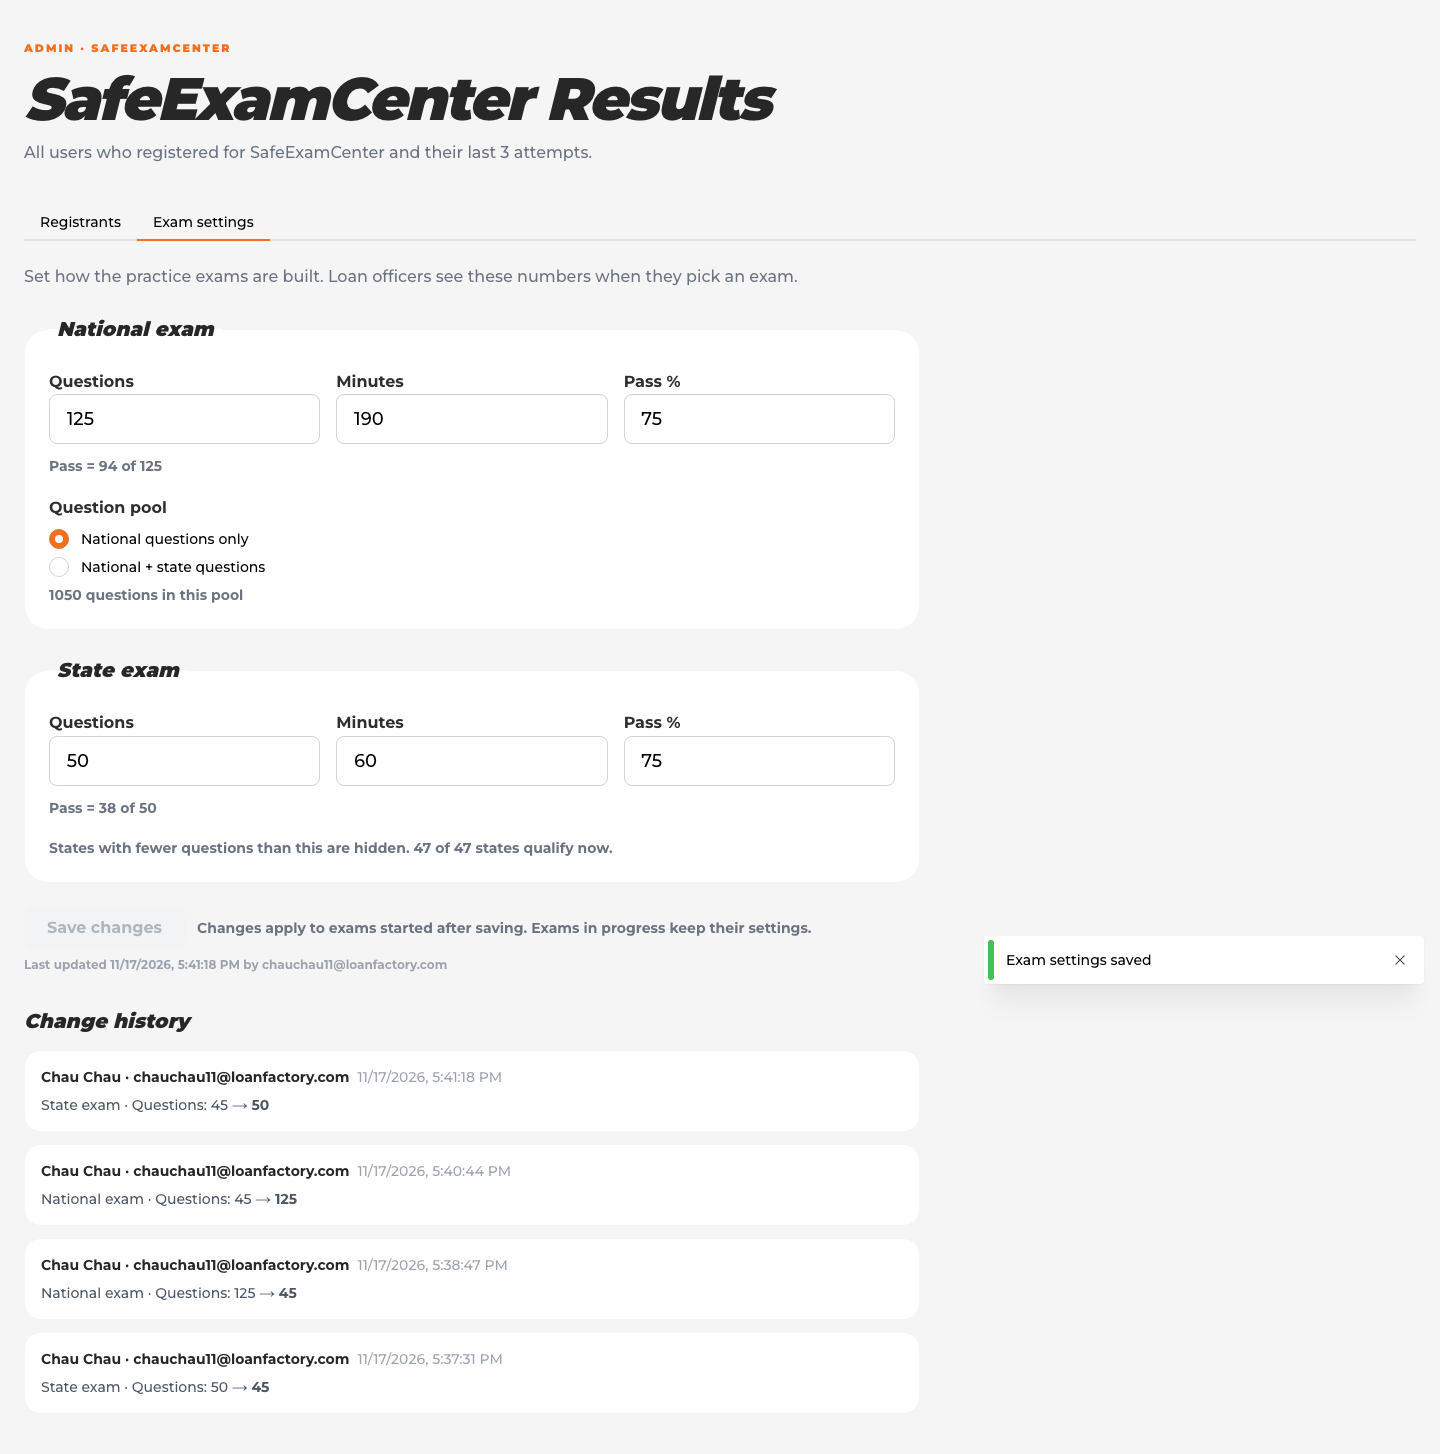 ADMIN · SAFEEXAMCENTER
SafeExamCenter Results
All users who registered for SafeExamCenter and their last 3 attempts.
Registrants
Exam settings
Set how the practice exams are built. Loan officers see these numbers when they pick an exam.
National exam
Questions
Minutes
Pass %
125
190
75
Pass = 94 of 125
Question pool
National questions only
National + state questions
1050 questions in this pool
State exam
Questions
Minutes
Pass %
50
60
75
Pass = 38 of 50
States with fewer questions than this are hidden. 47 of 47 states qualify now.
Save changes
Changes apply to exams started after saving. Exams in progress keep their settings.
Last updated 11/17/2026, 5:41:18 PM by chauchau11@loanfactory.com
Exam settings saved
Change history
Chau Chau · chauchau11@loanfactory.com 11/17/2026, 5:41:18 PM
State exam · Questions: 45 → 50
Chau Chau · chauchau11@loanfactory.com 11/17/2026, 5:40:44 PM
National exam · Questions: 45 → 125
Chau Chau · chauchau11@loanfactory.com 11/17/2026, 5:38:47 PM
National exam · Questions: 125 → 45
Chau Chau · chauchau11@loanfactory.com 11/17/2026, 5:37:31 PM
State exam · Questions: 50 → 45